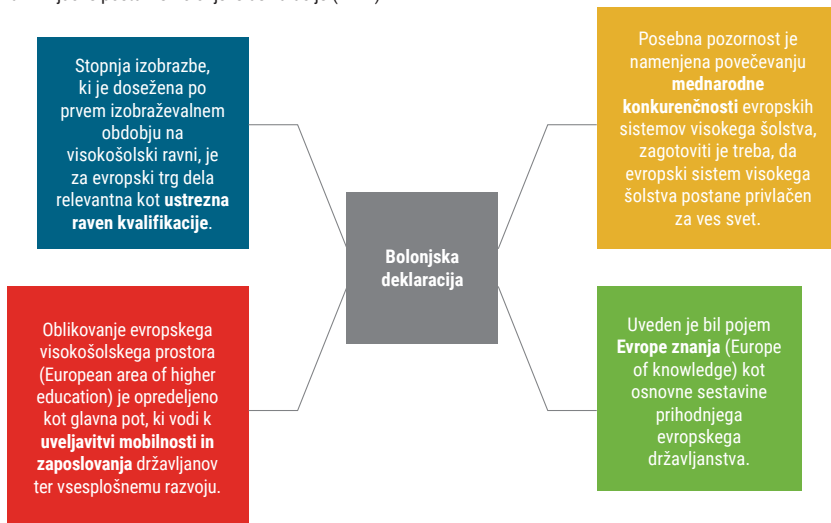 Stopnja izobrazbe,
ki je dosežena po
prvem izobraževalnem
obdobju na
visokošolski ravni, je
za evropski trg dela
relevantna kot ustrezna
raven kvalifikacije.
Posebna pozornost je
namenjena povečevanju
mednarodne
konkurenčnosti evropskih
sistemov visokega šolstva,
zagotoviti je treba, da
evropski sistem visokega
šolstva postane privlačen
za ves svet.
Bolonjska
deklaracija
Oblikovanje evropskega
visokošolskega prostora
(European area of higher
education) je opredeljeno
kot glavna pot, ki vodi k
uveljavitvi mobilnosti in
zaposlovanja državljanov
ter vsesplošnemu razvoju.
Uveden je bil pojem
Evrope znanja (Europe
of knowledge) kot
osnovne sestavine
prihodnjega
evropskega
državljanstva.